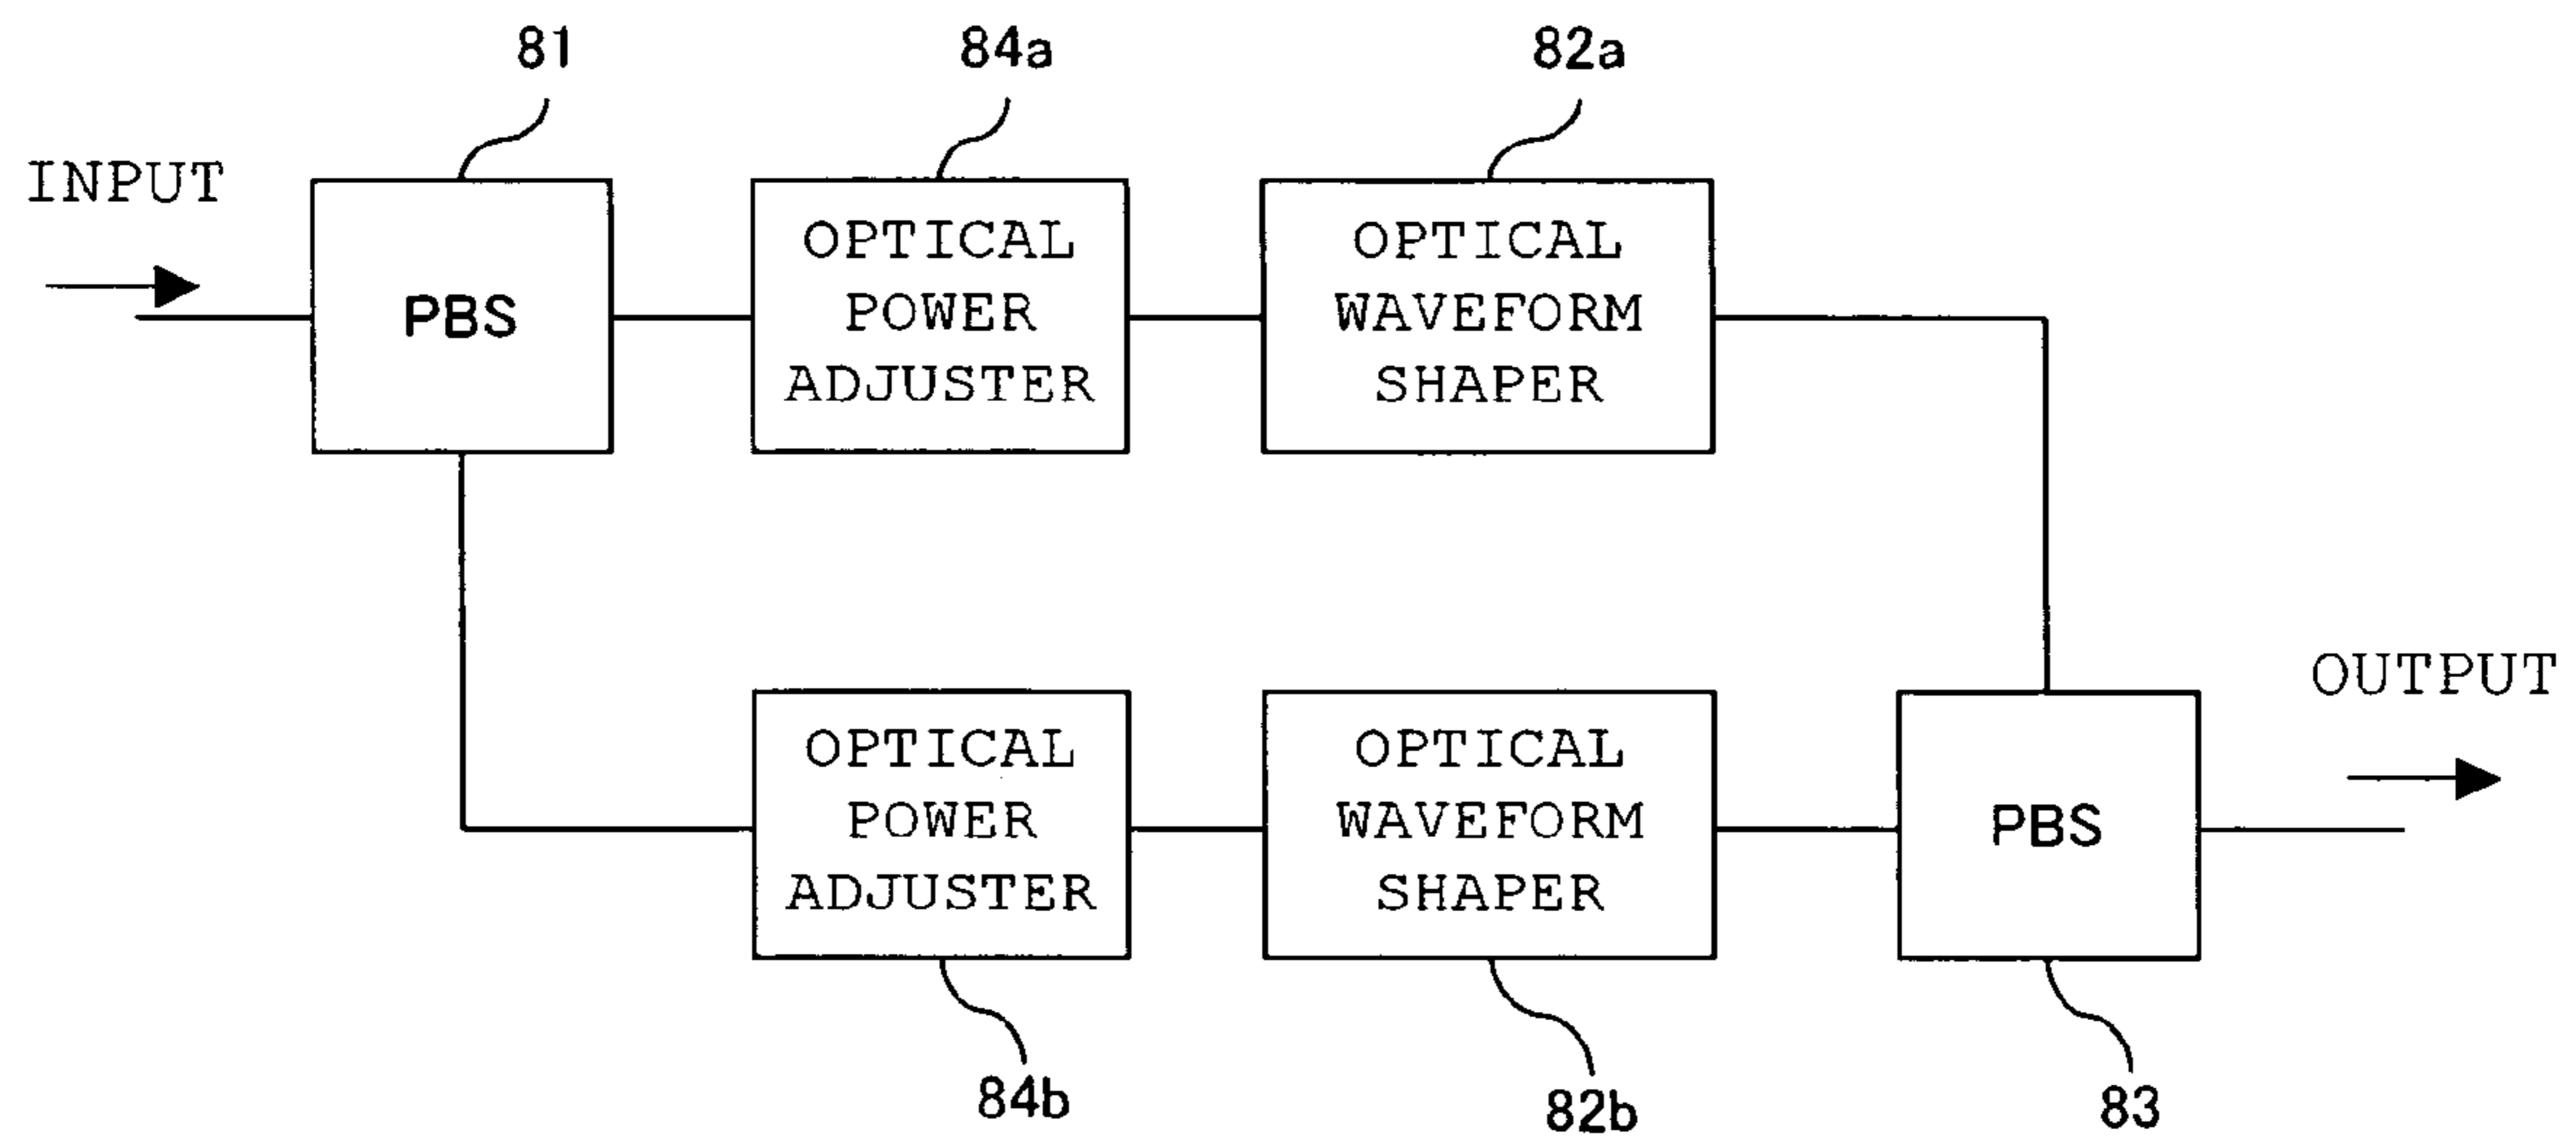 81
84a
82a
INPUT
PBS
OPTICAL
POWER
ADJUSTER
OPTICAL
WAVEFORM
SHAPER
OUTPUT
OPTICAL
POWER
ADJUSTER
OPTICAL
WAVEFORM
SHAPER
PBS
84b
82b
83